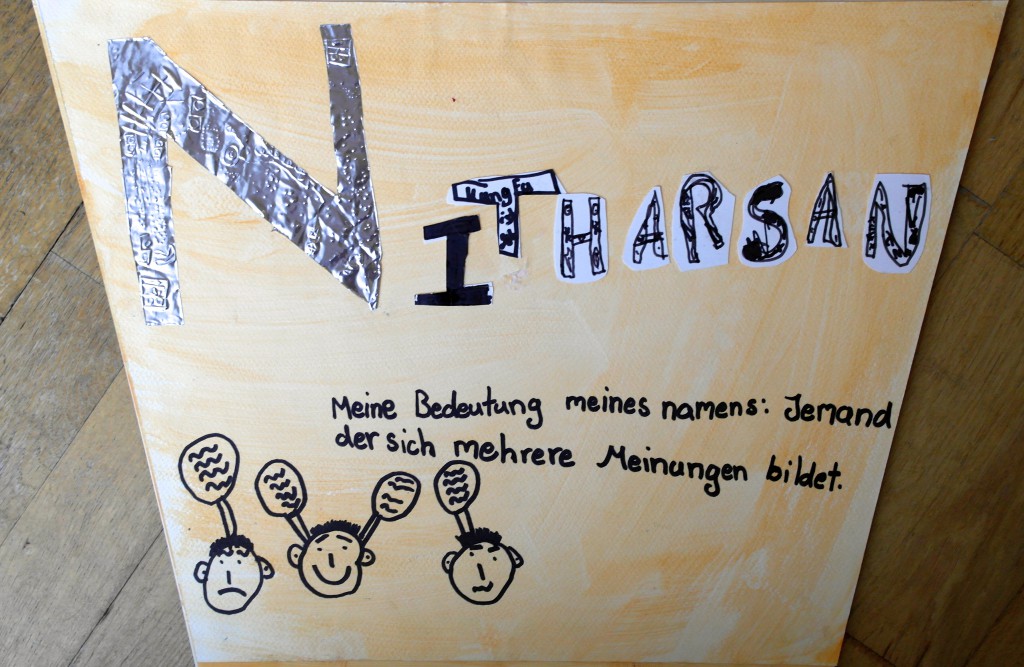 NITHARSAN
Meine Bedeutung meines namens: Jemand
der sich mehrere Meinungen bildet.